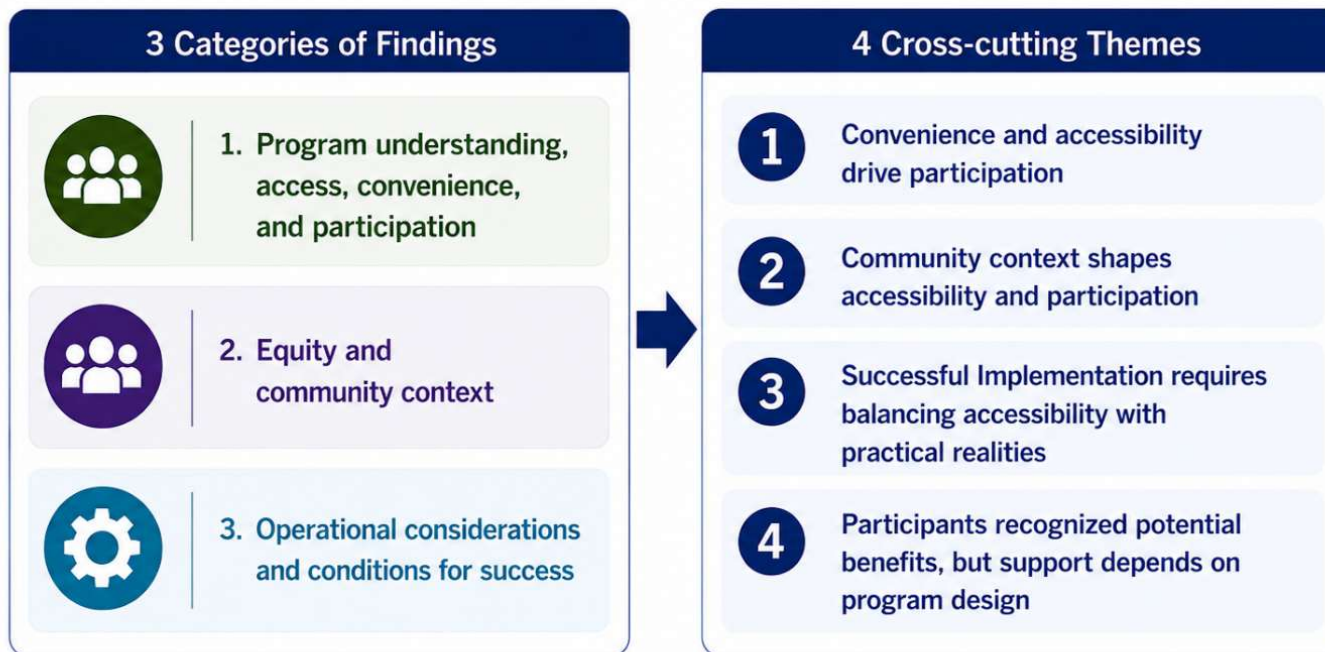 3 Categories of Findings
1. Program understanding,
access, convenience,
and participation
2. Equity and
community context
3. Operational considerations
and conditions for success
4 Cross-cutting Themes
1
Convenience and accessibility
drive participation
2
Community context shapes
accessibility and participation
3
Successful Implementation requires
balancing accessibility with
practical realities
4
Participants recognized potential
benefits, but support depends on
program design